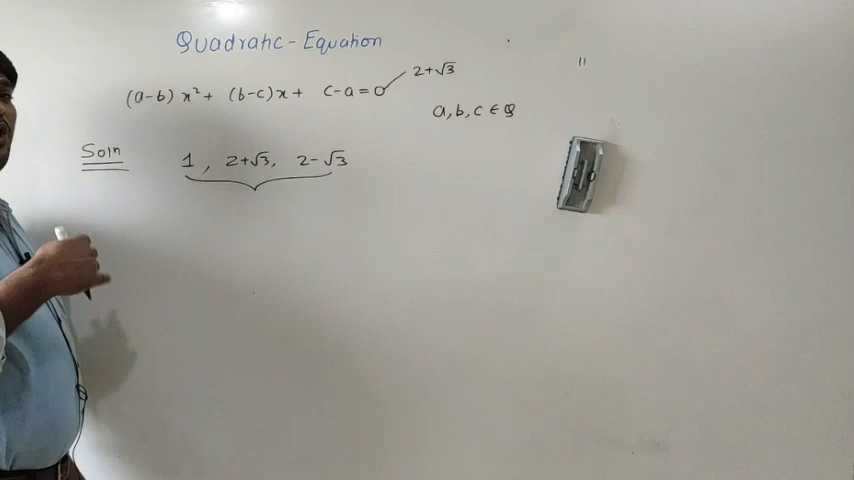 Quadratic - Equation
(a-b) x² + (b-c)x + c-a = 0 2+√3
a, b, c ∈ Q
Soln 1, 2+√3, 2-√3